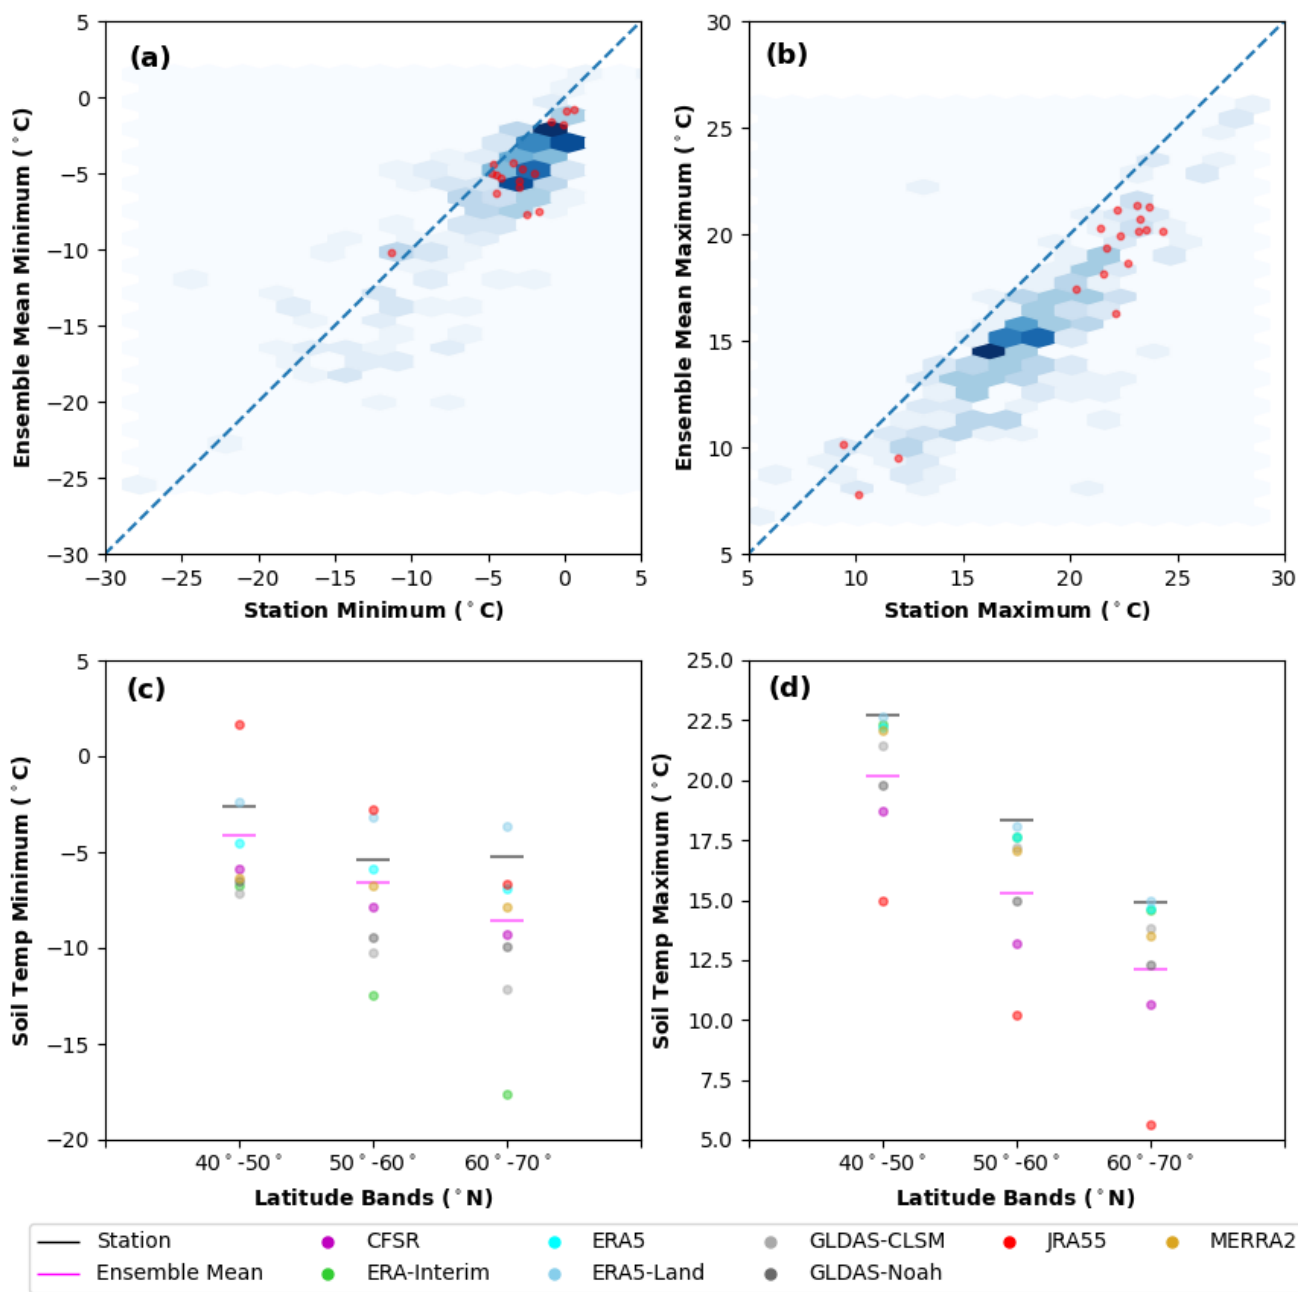 (a)
5
0
−5
−10
−15
−20
−25
−30
−30 −25 −20 −15 −10 −5 0 5
Ensemble Mean Minimum (°C)
Station Minimum (°C)
(b)
30
25
20
15
10
5
5 10 15 20 25 30
Ensemble Mean Maximum (°C)
Station Maximum (°C)
(c)
5
0
−5
−10
−15
−20
40°-50° 50°-60° 60°-70°
Soil Temp Minimum (°C)
Latitude Bands (°N)
(d)
25.0
22.5
20.0
17.5
15.0
12.5
10.0
7.5
5.0
40°-50° 50°-60° 60°-70°
Soil Temp Maximum (°C)
Latitude Bands (°N)
Station CFSR ERA5 GLDAS-CLSM JRA55 MERRA2
Ensemble Mean ERA-Interim ERA5-Land GLDAS-Noah